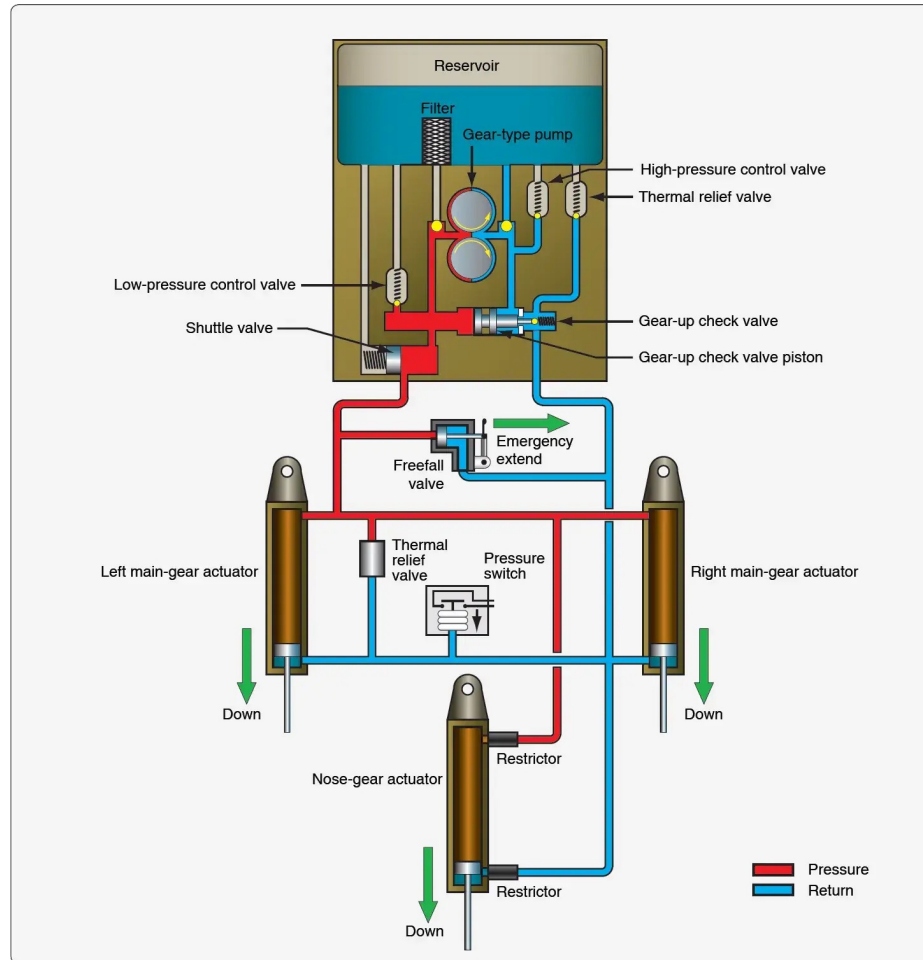 Reservoir
Filter
Gear-type pump
High-pressure control valve
Thermal relief valve
Low-pressure control valve
Shuttle valve
Gear-up check valve
Gear-up check valve piston
Emergency
extend
Freefall
valve
Left main-gear actuator
Thermal
relief
valve
Pressure
switch
Right main-gear actuator
Down
Down
Restrictor
Nose-gear actuator
Restrictor
Down
Pressure
Return